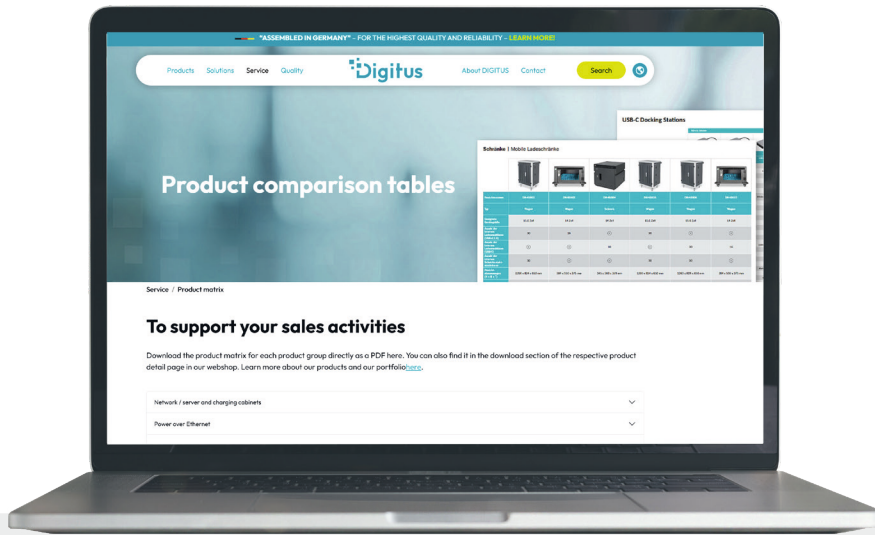 "ASSEMBLED IN GERMANY" – FOR THE HIGHEST QUALITY AND RELIABILITY – LEARN MORE!
Products Solutions Service Quality Digitus About DIGITUS Contact Search
USB-C Docking Stations
Schränke | Mobile Ladeschränke
Product comparison tables
Service / Product matrix
To support your sales activities
Download the product matrix for each product group directly as a PDF here. You can also find it in the download section of the respective product
detail page in our webshop. Learn more about our products and our portfoliohere.
Network / server and charging cabinets
Power over Ethernet